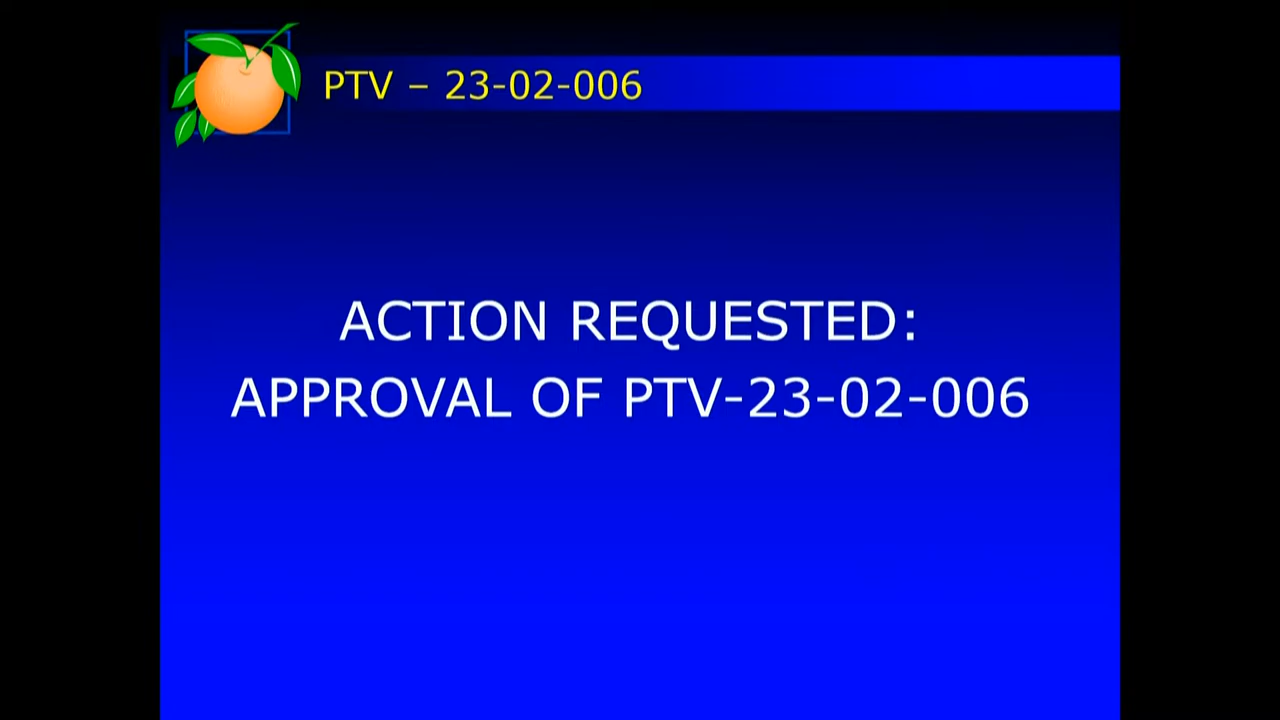 PTV – 23-02-006
ACTION REQUESTED:
APPROVAL OF PTV-23-02-006